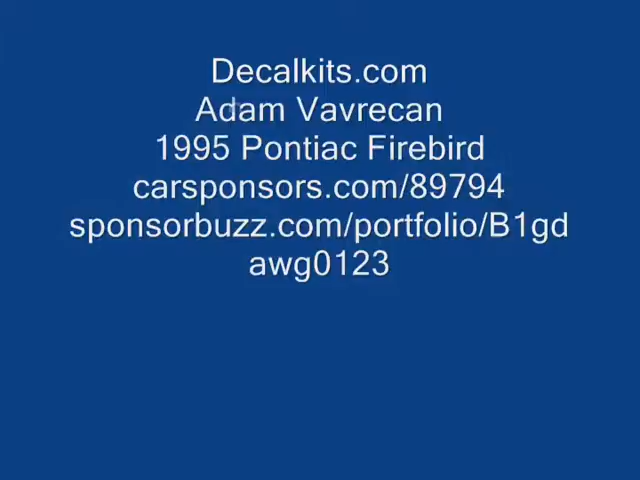 Decalkits.com
Adam Vavrecan
1995 Pontiac Firebird
carsponsors.com/89794
sponsorbuzz.com/portfolio/B1gd
awg0123